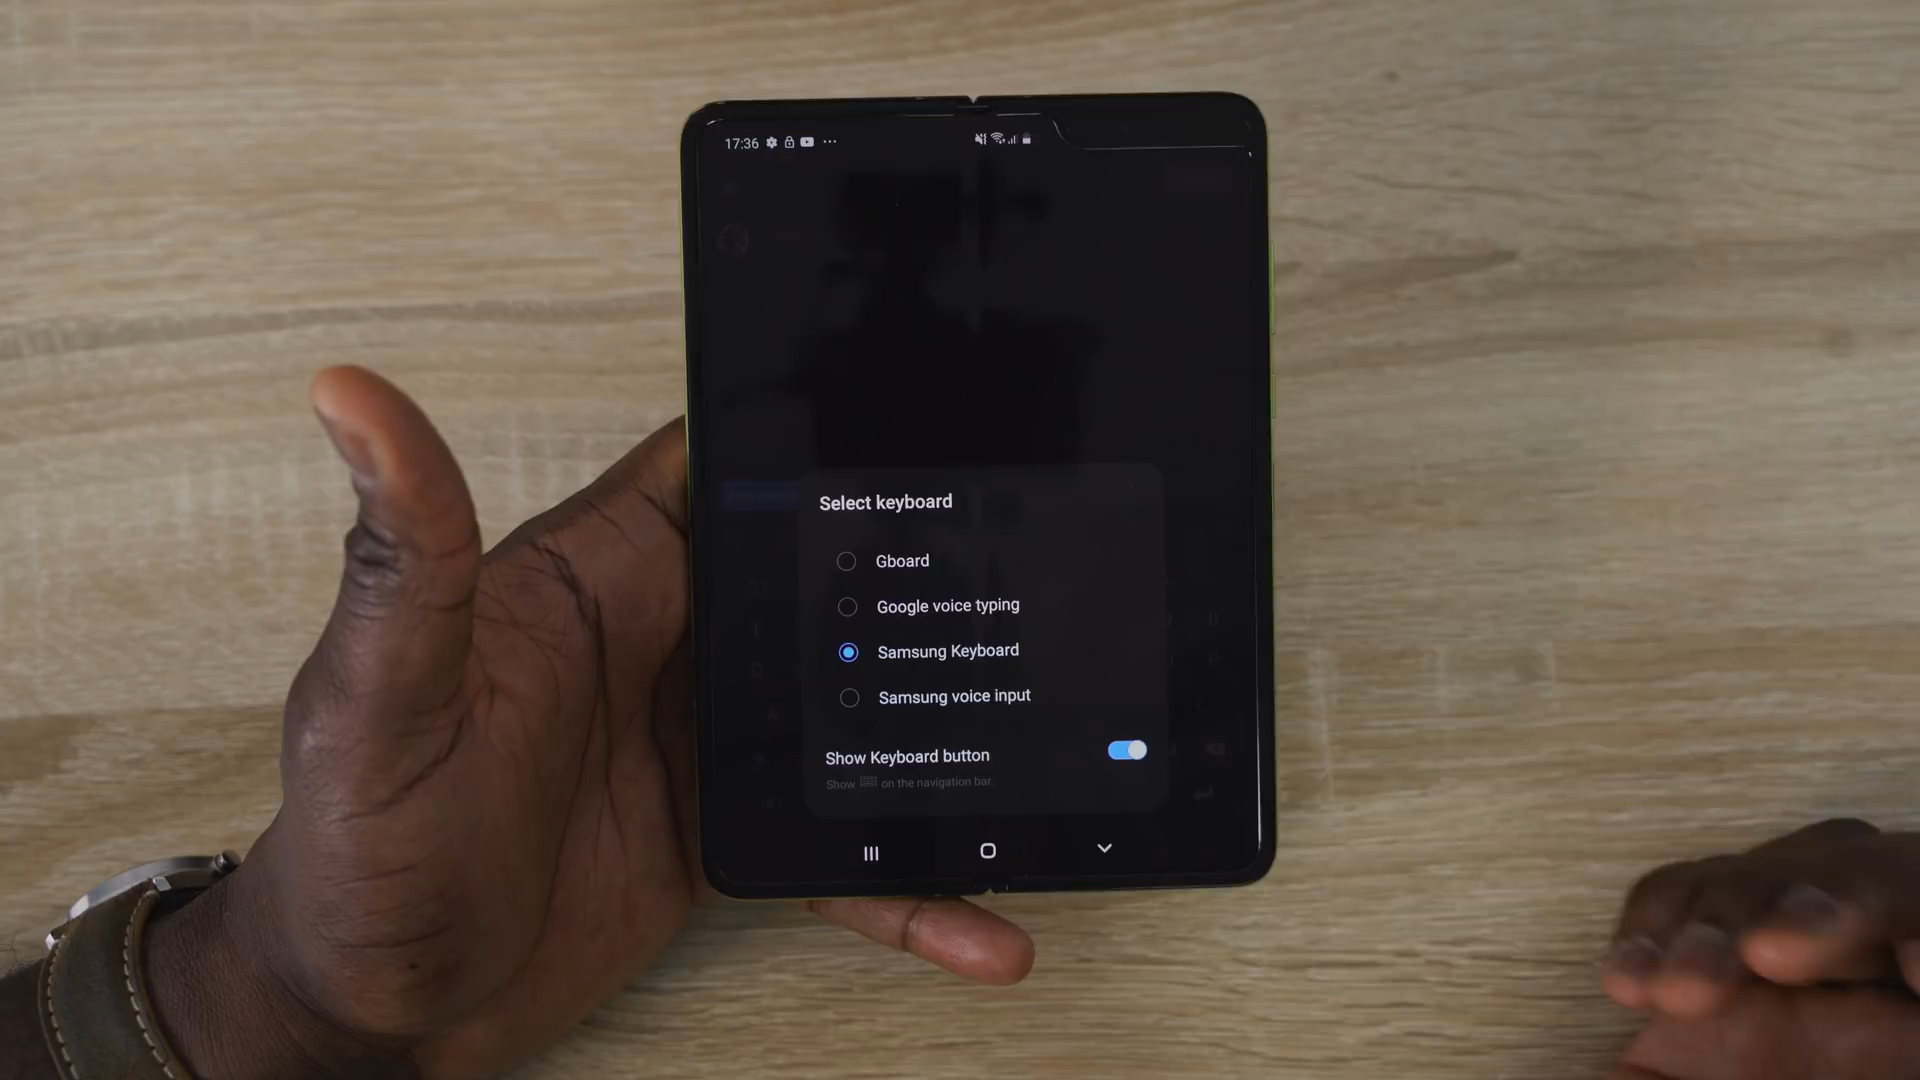 17:36
Select keyboard
Gboard
Google voice typing
Samsung Keyboard
Samsung voice input
Show Keyboard button
Show on the navigation bar.